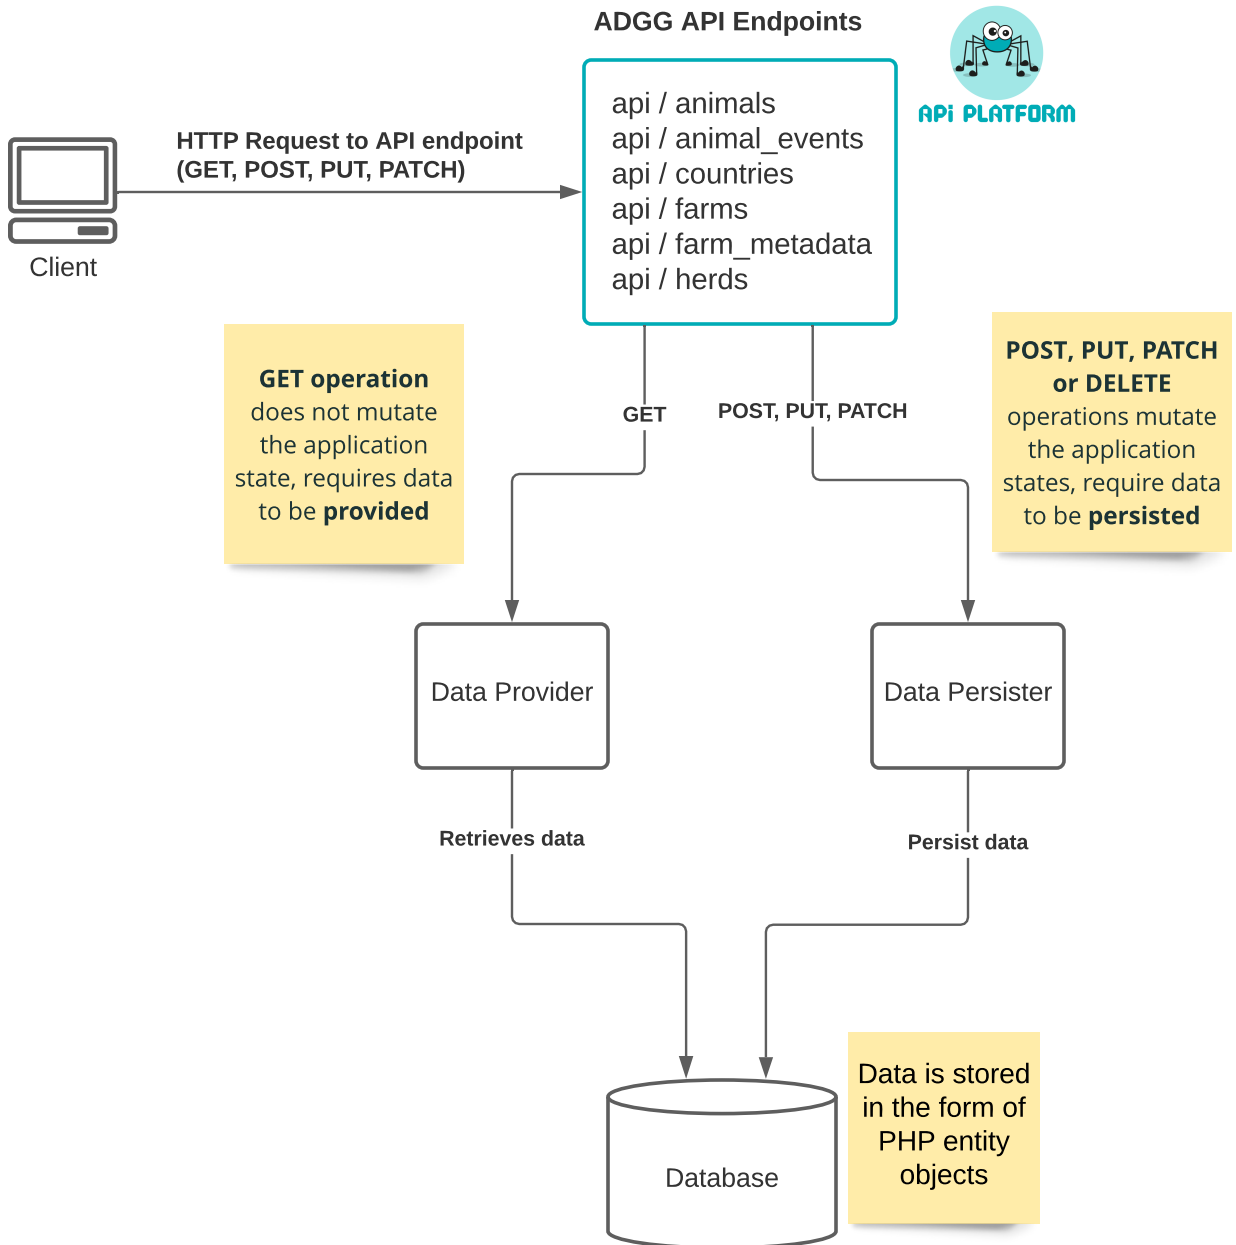 ADGG API Endpoints
APi PLATFORM
api / animals
api / animal_events
api / countries
api / farms
api / farm_metadata
api / herds
HTTP Request to API endpoint
(GET, POST, PUT, PATCH)
Client
GET operation
does not mutate
the application
state, requires data
to be provided
GET
POST, PUT, PATCH
POST, PUT, PATCH
or DELETE
operations mutate
the application
states, require data
to be persisted
Data Provider
Data Persister
Retrieves data
Persist data
Database
Data is stored
in the form of
PHP entity
objects